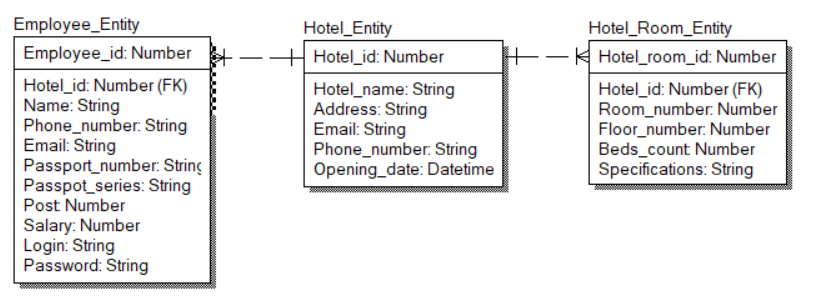 Employee_Entity
Employee_id: Number
Hotel_id: Number (FK)
Name: String
Phone_number: String
Email: String
Passport_number: String
Passpot_series: String
Post: Number
Salary: Number
Login: String
Password: String
Hotel_Entity
Hotel_id: Number
Hotel_name: String
Address: String
Email: String
Phone_number: String
Opening_date: Datetime
Hotel_Room_Entity
Hotel_room_id: Number
Hotel_id: Number (FK)
Room_number: Number
Floor_number: Number
Beds_count: Number
Specifications: String